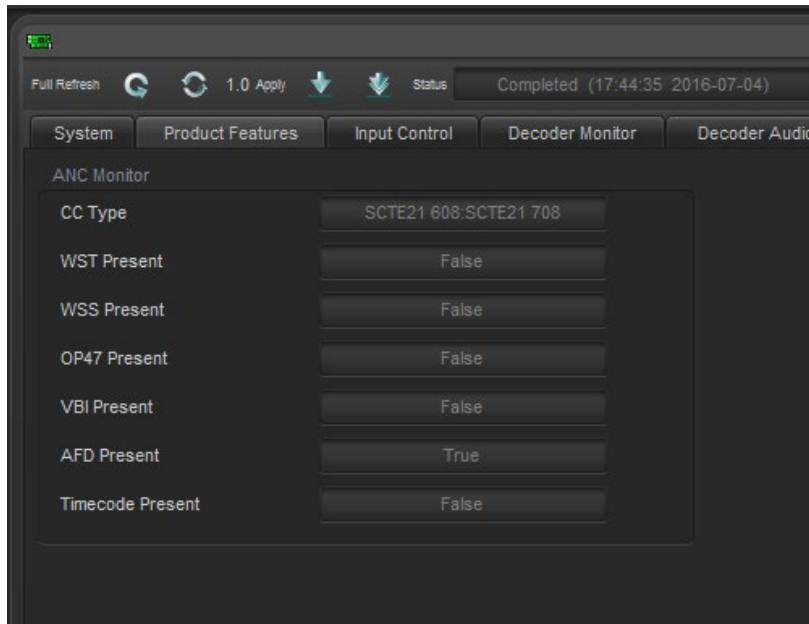 Full Refresh 1.0 Apply Status Completed (17:44:35 2016-07-04)
System Product Features Input Control Decoder Monitor Decoder Audio
ANC Monitor
CC Type SCTE21 608:SCTE21 708
WST Present False
WSS Present False
OP47 Present False
VBI Present False
AFD Present True
Timecode Present False